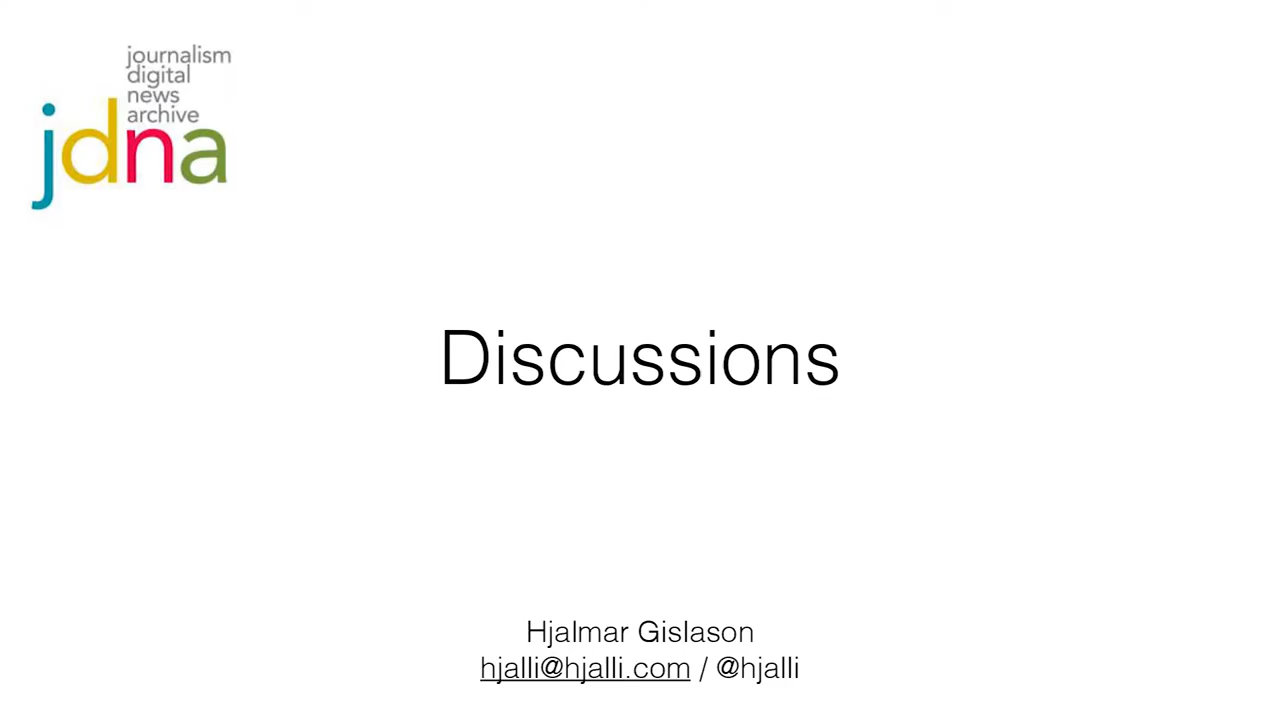 journalism
digital
news
archive
jdna
Discussions
Hjalmar Gislason
hjalli@hjalli.com / @hjalli